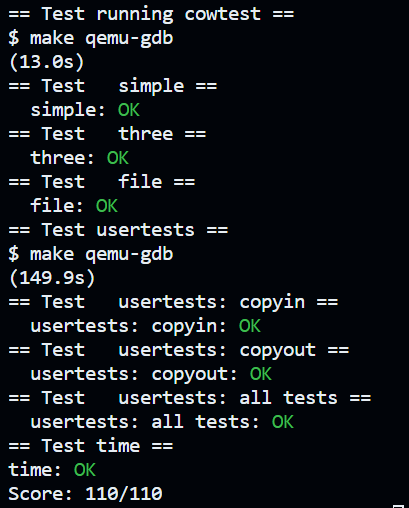 == Test running cowtest ==
$ make qemu-gdb
(13.0s)
== Test   simple ==
  simple: OK
== Test   three ==
  three: OK
== Test   file ==
  file: OK
== Test usertests ==
$ make qemu-gdb
(149.9s)
== Test   usertests: copyin ==
  usertests: copyin: OK
== Test   usertests: copyout ==
  usertests: copyout: OK
== Test   usertests: all tests ==
  usertests: all tests: OK
== Test time ==
time: OK
Score: 110/110